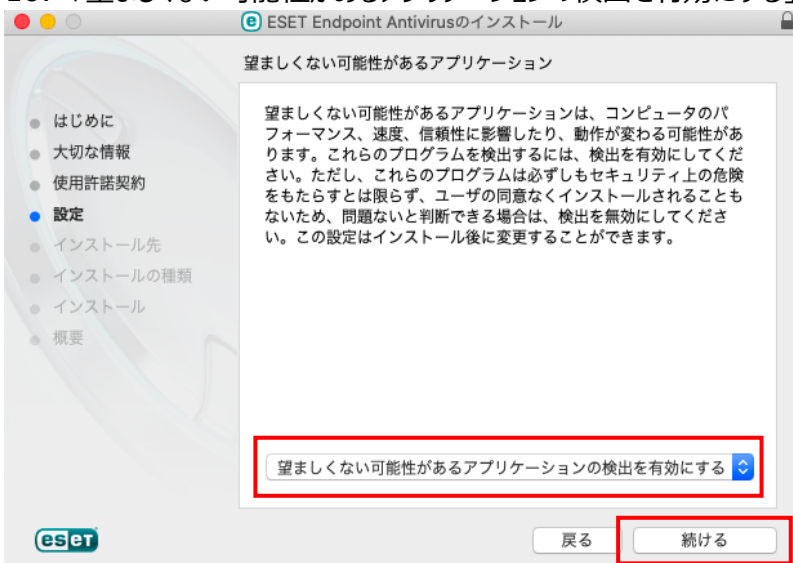 ESET Endpoint Antivirusのインストール
望ましくない可能性があるアプリケーション
はじめに
大切な情報
使用許諾契約
設定
インストール先
インストールの種類
インストール
概要
望ましくない可能性があるアプリケーションは、コンピュータのパ
フォーマンス、速度、信頼性に影響したり、動作が変わる可能性があ
ります。これらのプログラムを検出するには、検出を有効にしてくだ
さい。ただし、これらのプログラムは必ずしもセキュリティ上の危険
をもたらすとは限らず、ユーザの同意なくインストールされることも
ないため、問題ないと判断できる場合は、検出を無効にしてくださ
い。この設定はインストール後に変更することができます。
望ましくない可能性があるアプリケーションの検出を有効にする
eset
戻る
続ける